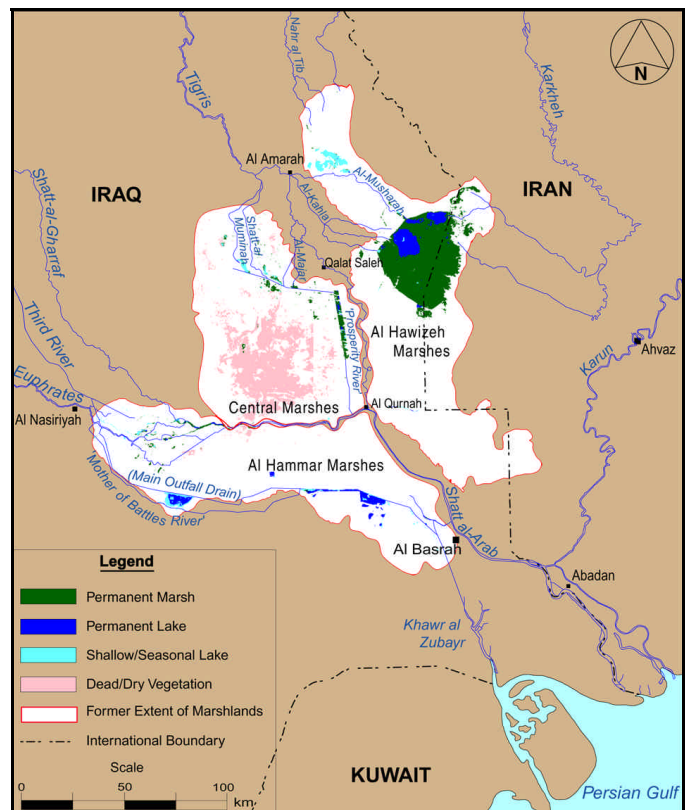 Nahr al Tib
N
Tigris
Karkheh
Al Amarah
IRAQ
IRAN
Shatt-al-Gharraf
Al-Musharah
Al-Kahla
Shatt-al
Muminah
Al-Majar
Qalat Saleh
Third River
'Prosperity River'
Al Hawizeh
Marshes
Karun
Ahvaz
Euphrates
Central Marshes
Al Qurnah
Al Nasiriyah
Al Hammar Marshes
(Main Outfall Drain)
'Mother of Battles River'
Shatt al-Arab
Al Basrah
Abadan
Khawr al
Zubayr
Legend
Permanent Marsh
Permanent Lake
Shallow/Seasonal Lake
Dead/Dry Vegetation
Former Extent of Marshlands
International Boundary
Scale
0 50 100
km
KUWAIT
Persian Gulf